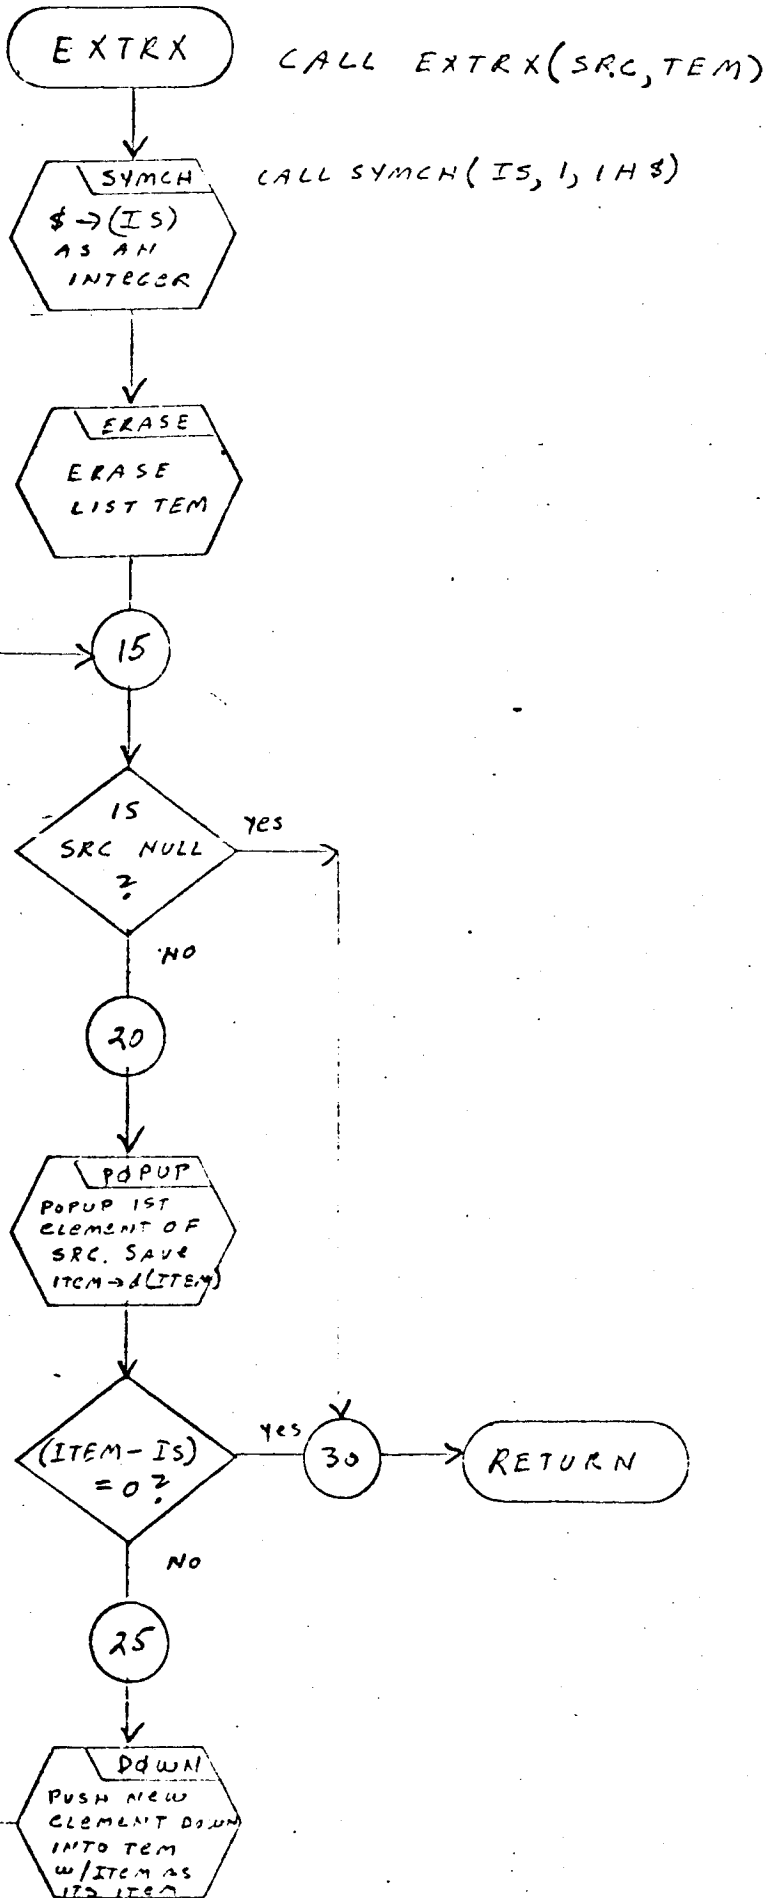 EXTRX
CALL EXTRX(SRC, TEM)
SYMCH
CALL SYMCH(IS, 1, 1H$)
$→(IS)
AS AN
INTEGER
ERASE
ERASE
LIST TEM
15
IS
SRC NULL
?
yes
NO
20
POPUP
POPUP 1ST
ELEMENT OF
SRC. SAVE
ITEM→d(ITEM)
(ITEM-IS)
=0?
yes
30
RETURN
NO
25
DOWN
PUSH NEW
ELEMENT DOWN
INTO TEM
W/ITEM AS
ITS ITEM